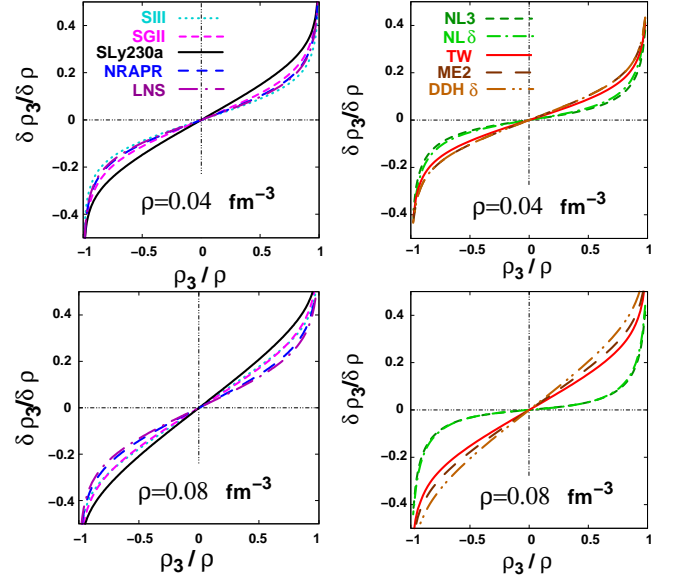 δ ρ3/δ ρ
0.4
0.2
0
−0.2
−0.4
SIII
SGII
SLy230a
NRAPR
LNS
ρ=0.04 fm−3
−1
−0.5
0
0.5
1
ρ3 / ρ
δ ρ3/δ ρ
0.4
0.2
0
−0.2
−0.4
NL3
NLδ
TW
ME2
DDH δ
ρ=0.04 fm−3
−1
−0.5
0
0.5
1
ρ3 / ρ
δ ρ3/δ ρ
0.4
0.2
0
−0.2
−0.4
ρ=0.08 fm−3
−1
−0.5
0
0.5
1
ρ3 / ρ
δ ρ3/δ ρ
0.4
0.2
0
−0.2
−0.4
ρ=0.08 fm−3
−1
−0.5
0
0.5
1
ρ3 / ρ